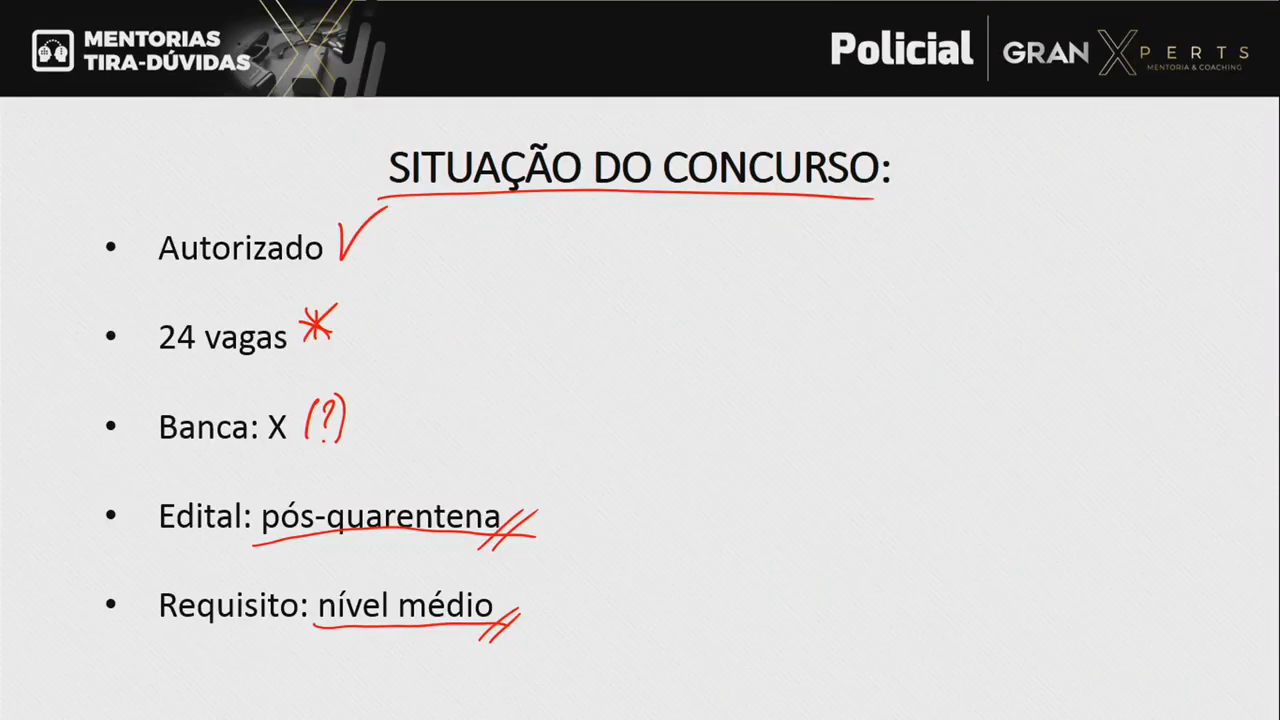 MENTORIAS
TIRA-DÚVIDAS
Policial
GRAN XPERTS
MENTORIA & COACHING
SITUAÇÃO DO CONCURSO:
• Autorizado
• 24 vagas *
• Banca: X (?)
• Edital: pós-quarentena
• Requisito: nível médio